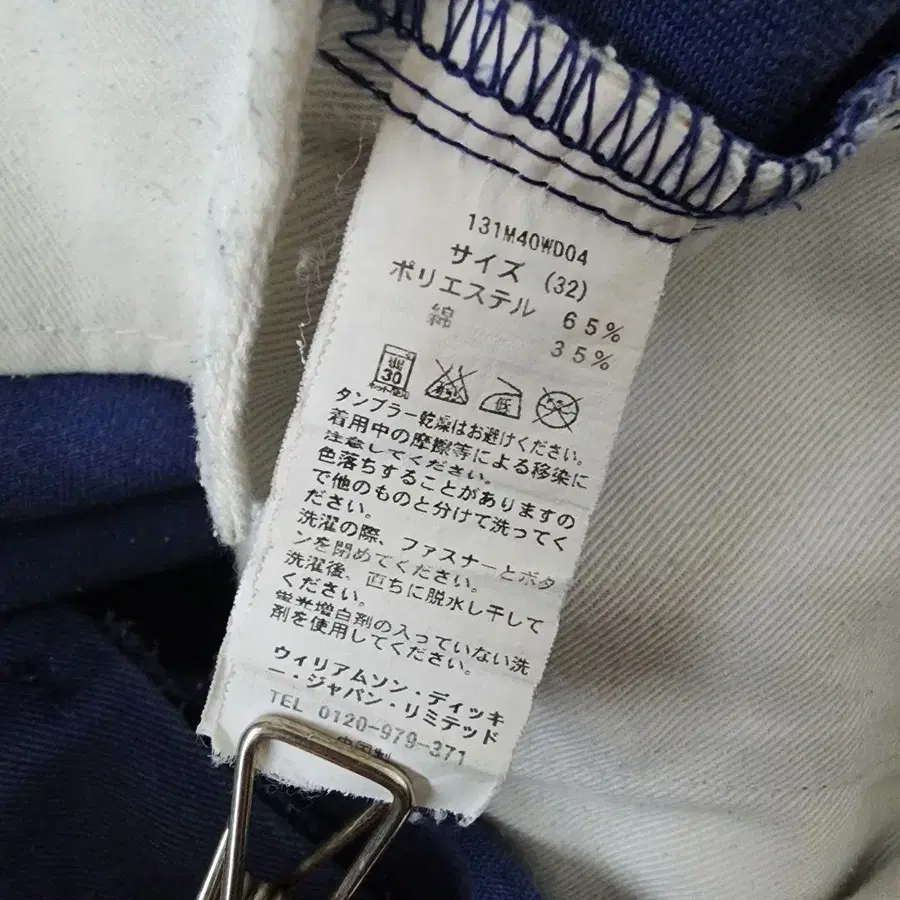 131M40WD04
サイズ (32)
ポリエステル 65%
綿 35%
30
低
タンブラー乾燥はお避けください。
着用中の摩擦等による移染に
注意してください。
色落ちすることがありますの
で他のものと分けて洗ってく
ださい。
洗濯の際、ファスナーとボタ
ンを閉めてください。
洗濯後、直ちに脱水し干して
ください。
蛍光増白剤の入っていない洗
剤を使用してください。
ウィリアムソン・ディッキ
ー・ジャパン・リミテッド
TEL 0120-979-371
中国製